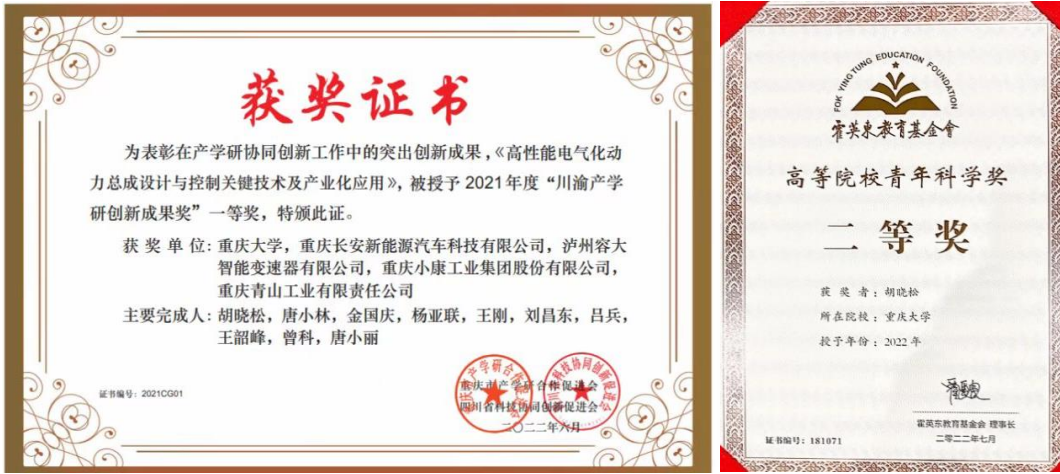 获奖证书
为表彰在产学研协同创新工作中的突出创新成果，《高性能电气化动
力总成设计与控制关键技术及产业化应用》，被授予 2021 年度“川渝产学
研创新成果奖”一等奖，特颁此证。
获奖单位：重庆大学，重庆长安新能源汽车科技有限公司，泸州容大
智能变速器有限公司，重庆小康工业集团股份有限公司，
重庆青山工业有限责任公司
主要完成人：胡晓松，唐小林，金国庆，杨亚联，王刚，刘昌东，吕兵，
王韶峰，曾科，唐小丽
证书编号：2021CG01
重庆市产学研合作促进会
四川省科技协同创新促进会
二〇二二年六月
FOK YING TUNG EDUCATION FOUNDATION
霍英东教育基金會
高等院校青年科学奖
二等奖
获奖者：胡晓松
所在院校：重庆大学
授予年份：2022 年
霍英东教育基金会 理事长
证书编号：181071
二零二二年七月